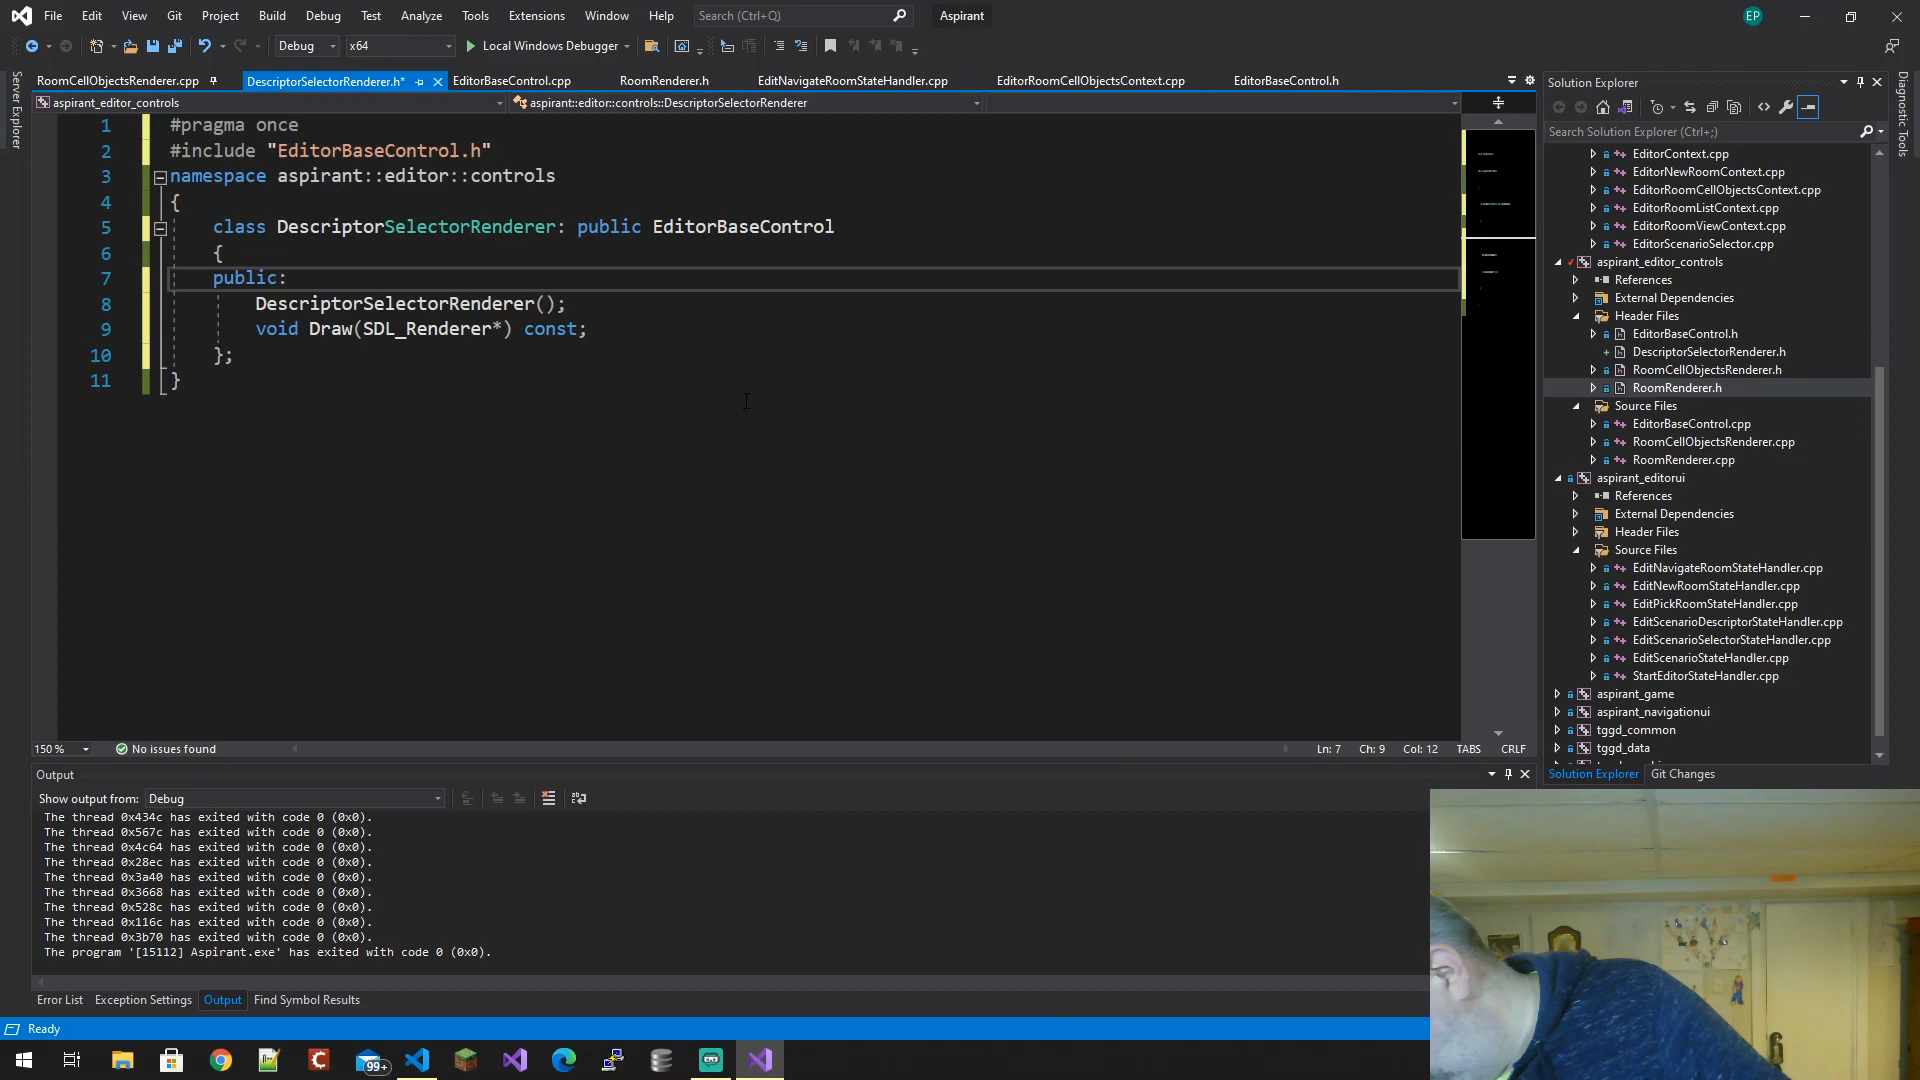 File Edit View Git Project Build Debug Test Analyze Tools Extensions Window Help Search (Ctrl+Q) Aspirant EP
Debug x64 Local Windows Debugger
RoomCellObjectsRenderer.cpp DescriptorSelectorRenderer.h* EditorBaseControl.cpp RoomRenderer.h EditNavigateRoomStateHandler.cpp EditorRoomCellObjectsContext.cpp EditorBaseControl.h
aspirant_editor_controls aspirant::editor::controls::DescriptorSelectorRenderer
Server Explorer
1 #pragma once
2 #include "EditorBaseControl.h"
3 namespace aspirant::editor::controls
4 {
5 class DescriptorSelectorRenderer: public EditorBaseControl
6 {
7 public:
8 DescriptorSelectorRenderer();
9 void Draw(SDL_Renderer*) const;
10 };
11 }
150 % No issues found Ln: 7 Ch: 9 Col: 12 TABS CRLF
Solution Explorer
Search Solution Explorer (Ctrl+;)
EditorContext.cpp
EditorNewRoomContext.cpp
EditorRoomCellObjectsContext.cpp
EditorRoomListContext.cpp
EditorRoomViewContext.cpp
EditorScenarioSelector.cpp
aspirant_editor_controls
References
External Dependencies
Header Files
EditorBaseControl.h
DescriptorSelectorRenderer.h
RoomCellObjectsRenderer.h
RoomRenderer.h
Source Files
EditorBaseControl.cpp
RoomCellObjectsRenderer.cpp
RoomRenderer.cpp
aspirant_editorui
References
External Dependencies
Header Files
Source Files
EditNavigateRoomStateHandler.cpp
EditNewRoomStateHandler.cpp
EditPickRoomStateHandler.cpp
EditScenarioDescriptorStateHandler.cpp
EditScenarioSelectorStateHandler.cpp
EditScenarioStateHandler.cpp
StartEditorStateHandler.cpp
aspirant_game
aspirant_navigationui
tggd_common
tggd_data
Solution Explorer Git Changes
Diagnostic Tools
Output
Show output from: Debug
The thread 0x434c has exited with code 0 (0x0).
The thread 0x567c has exited with code 0 (0x0).
The thread 0x4c64 has exited with code 0 (0x0).
The thread 0x28ec has exited with code 0 (0x0).
The thread 0x3a40 has exited with code 0 (0x0).
The thread 0x3668 has exited with code 0 (0x0).
The thread 0x528c has exited with code 0 (0x0).
The thread 0x116c has exited with code 0 (0x0).
The thread 0x3b70 has exited with code 0 (0x0).
The program '[15112] Aspirant.exe' has exited with code 0 (0x0).
Error List Exception Settings Output Find Symbol Results
Ready
99+